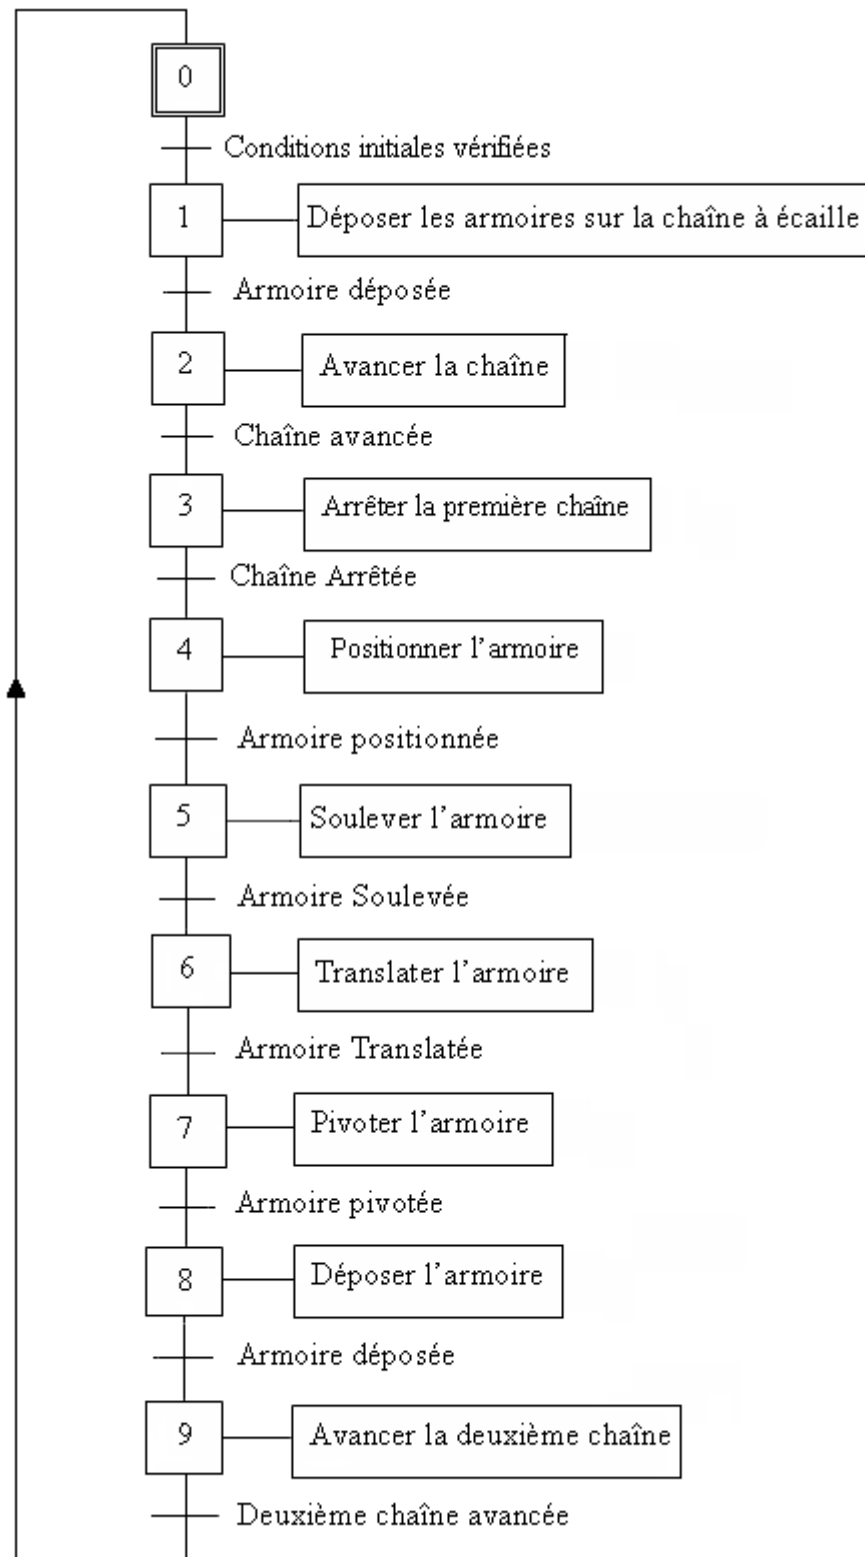 0
Conditions initiales vérifiées
1
Déposer les armoires sur la chaîne à écaille
Armoire déposée
2
Avancer la chaîne
Chaîne avancée
3
Arrêter la première chaîne
Chaîne Arrêtée
4
Positionner l'armoire
Armoire positionnée
5
Soulever l'armoire
Armoire Soulevée
6
Translater l'armoire
Armoire Translatée
7
Pivoter l'armoire
Armoire pivotée
8
Déposer l'armoire
Armoire déposée
9
Avancer la deuxième chaîne
Deuxième chaîne avancée